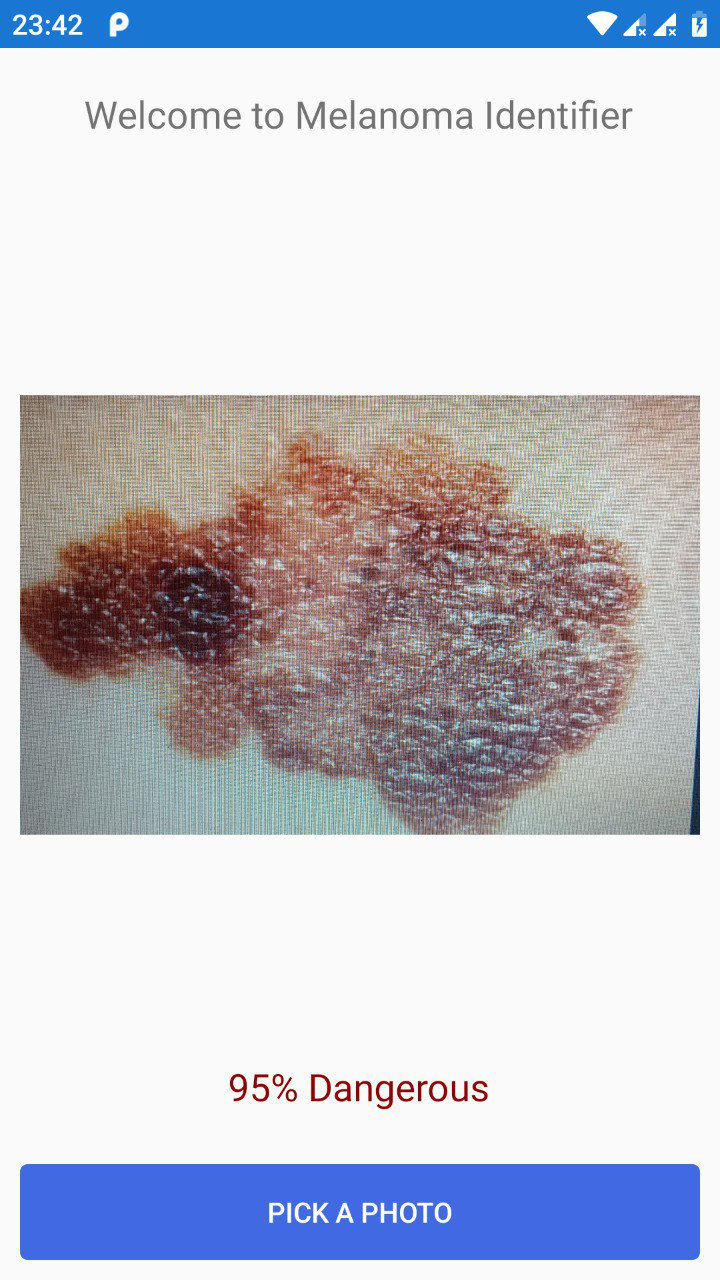 23:42
Welcome to Melanoma Identifier
95% Dangerous
PICK A PHOTO